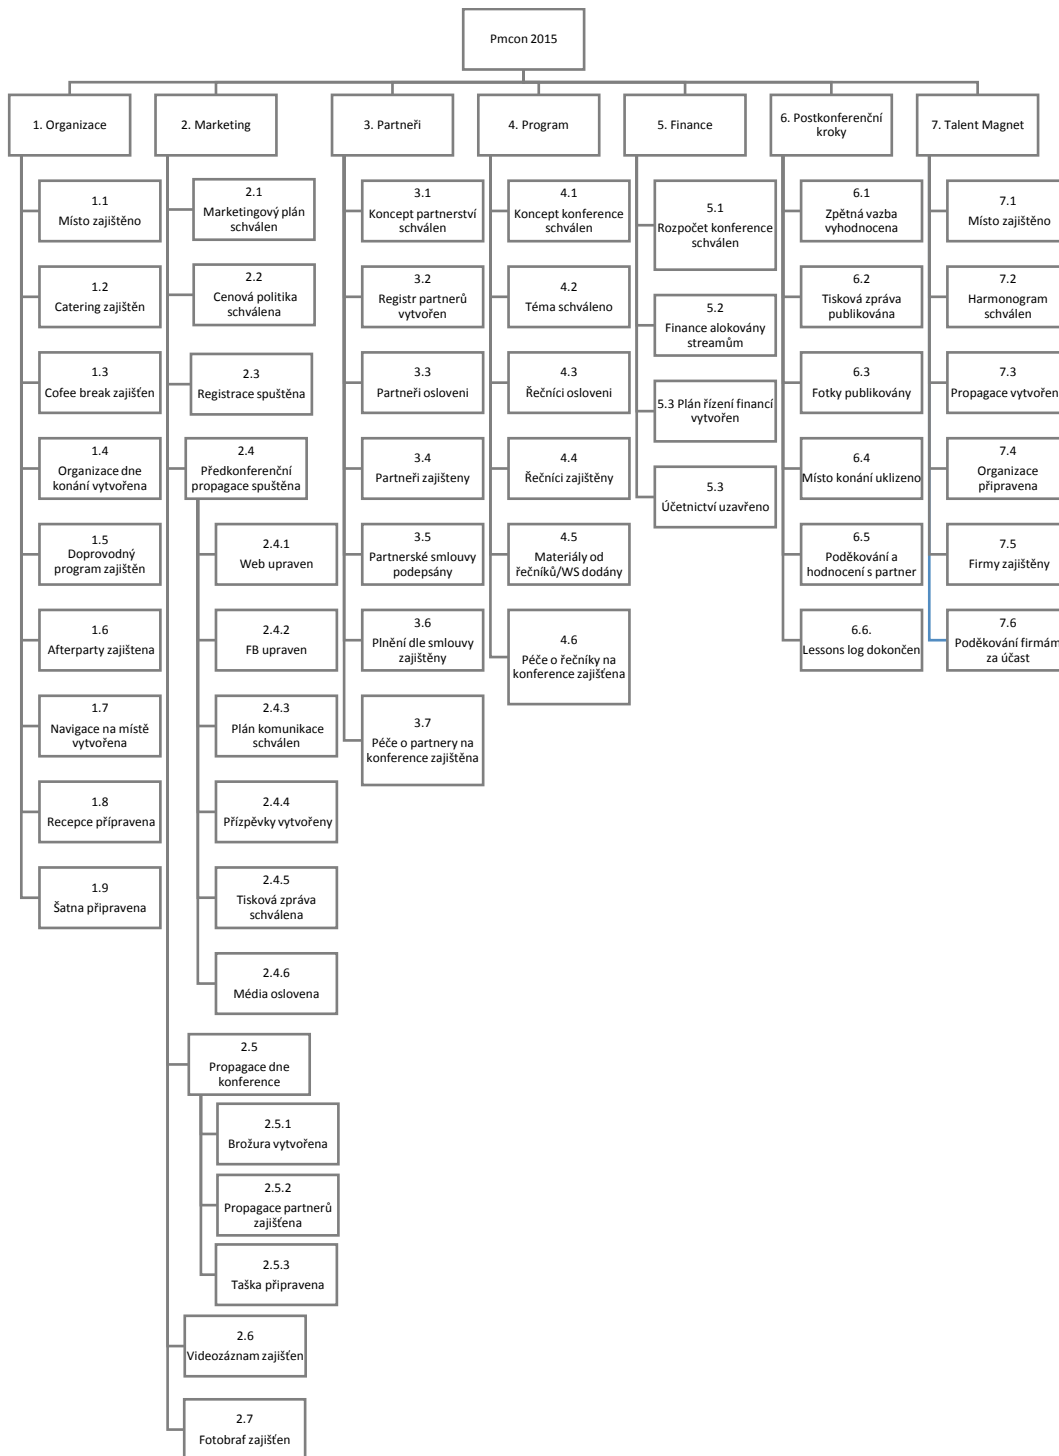 Pmcon 2015
1. Organizace
1.1
Místo zajištěno
1.2
Catering zajištěn
1.3
Cofee break zajišťen
1.4
Organizace dne
konání vytvořena
1.5
Doprovodný
program zajištěn
1.6
Afterparty zajištena
1.7
Navigace na místě
vytvořena
1.8
Recepce přípravena
1.9
Šatna připravena
2. Marketing
2.1
Marketingový plán
schválen
2.2
Cenová politika
schválena
2.3
Registrace spuštěna
2.4
Předkonferenční
propagace spuštěna
2.4.1
Web upraven
2.4.2
FB upraven
2.4.3
Plán komunikace
schválen
2.4.4
Přízpěvky vytvořeny
2.4.5
Tisková zpráva
schválena
2.4.6
Média oslovena
2.5
Propagace dne
konference
2.5.1
Brožura vytvořena
2.5.2
Propagace partnerů
zajišťena
2.5.3
Taška připravena
2.6
Videozáznam zajišťen
2.7
Fotobraf zajišťen
3. Partneři
3.1
Koncept partnerství
schválen
3.2
Registr partnerů
vytvořen
3.3
Partneři osloveni
3.4
Partneři zajišteny
3.5
Partnerské smlouvy
podepsány
3.6
Plnění dle smlouvy
zajištěny
3.7
Péče o partnery na
konference zajištěna
4. Program
4.1
Koncept konference
schválen
4.2
Téma schváleno
4.3
Řečníci osloveni
4.4
Řečníci zajištěny
4.5
Materiály od
řečníků/WS dodány
4.6
Péče o řečníky na
konference zajišťena
5. Finance
5.1
Rozpočet konference
schválen
5.2
Finance alokovány
streamům
5.3 Plán řízení financí
vytvořen
5.3
Účetnictví uzavřeno
6. Postkonferenční
kroky
6.1
Zpětná vazba
vyhodnocena
6.2
Tisková zpráva
publikována
6.3
Fotky publikovány
6.4
Místo konání uklizeno
6.5
Poděkování a
hodnocení s partner
6.6.
Lessons log dokončen
7. Talent Magnet
7.1
Místo zajištěno
7.2
Harmonogram
schválen
7.3
Propagace vytvořena
7.4
Organizace
připravena
7.5
Firmy zajištěny
7.6
Poděkování firmám
za účast